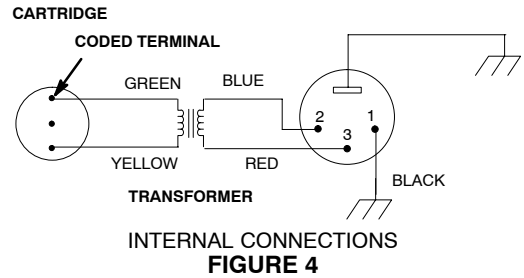 CARTRIDGE
CODED TERMINAL
GREEN
BLUE
2
1
3
YELLOW
RED
BLACK
TRANSFORMER
INTERNAL CONNECTIONS
FIGURE 4